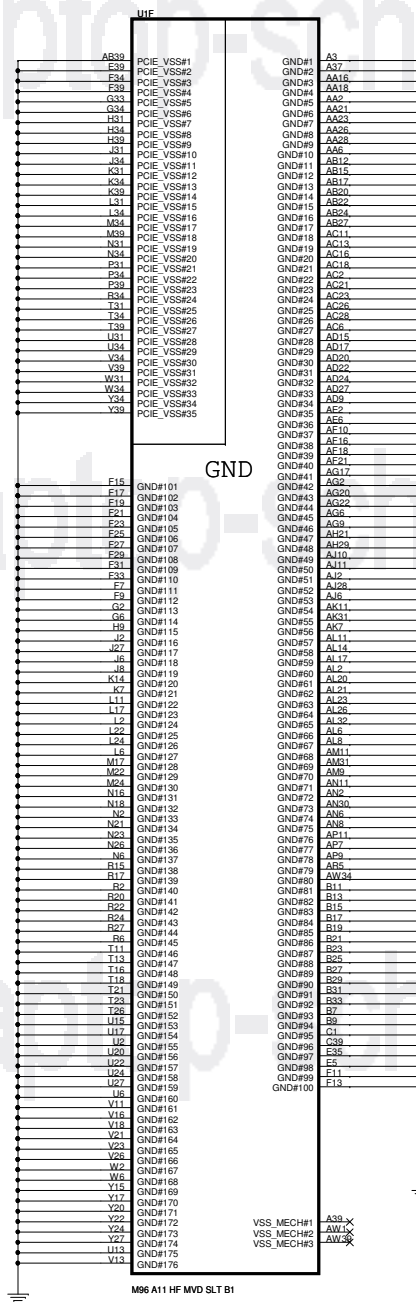 U1F
AB39 PCIE_VSS#1
E39 PCIE_VSS#2
F34 PCIE_VSS#3
F39 PCIE_VSS#4
G33 PCIE_VSS#5
G34 PCIE_VSS#6
H31 PCIE_VSS#7
H34 PCIE_VSS#8
H39 PCIE_VSS#9
J31 PCIE_VSS#10
J34 PCIE_VSS#11
K31 PCIE_VSS#12
K34 PCIE_VSS#13
K39 PCIE_VSS#14
L31 PCIE_VSS#15
L34 PCIE_VSS#16
M34 PCIE_VSS#17
M39 PCIE_VSS#18
N31 PCIE_VSS#19
N34 PCIE_VSS#20
P31 PCIE_VSS#21
P34 PCIE_VSS#22
P39 PCIE_VSS#23
R34 PCIE_VSS#24
T31 PCIE_VSS#25
T34 PCIE_VSS#26
T39 PCIE_VSS#27
U31 PCIE_VSS#28
U34 PCIE_VSS#29
V34 PCIE_VSS#30
V39 PCIE_VSS#31
W31 PCIE_VSS#32
W34 PCIE_VSS#33
Y34 PCIE_VSS#34
Y39 PCIE_VSS#35
GND
F15 GND#101
F17 GND#102
F19 GND#103
F21 GND#104
F23 GND#105
F25 GND#106
F27 GND#107
F29 GND#108
F31 GND#109
F33 GND#110
F7 GND#111
F9 GND#112
G2 GND#113
G6 GND#114
H9 GND#115
J2 GND#116
J27 GND#117
J6 GND#118
J8 GND#119
K14 GND#120
K7 GND#121
L11 GND#122
L17 GND#123
L2 GND#124
L22 GND#125
L24 GND#126
L6 GND#127
M17 GND#128
M22 GND#129
M24 GND#130
N16 GND#131
N18 GND#132
N2 GND#133
N21 GND#134
N23 GND#135
N26 GND#136
N6 GND#137
R15 GND#138
R17 GND#139
R2 GND#140
R20 GND#141
R22 GND#142
R24 GND#143
R27 GND#144
R6 GND#145
T11 GND#146
T13 GND#147
T16 GND#148
T18 GND#149
T21 GND#150
T23 GND#151
T26 GND#152
U15 GND#153
U17 GND#154
U2 GND#155
U20 GND#156
U22 GND#157
U24 GND#158
U27 GND#159
U6 GND#160
V11 GND#161
V16 GND#162
V18 GND#163
V21 GND#164
V23 GND#165
V26 GND#166
W2 GND#167
W6 GND#168
Y15 GND#169
Y17 GND#170
Y20 GND#171
Y22 GND#172
Y24 GND#173
Y27 GND#174
U13 GND#175
V13 GND#176
GND#1 A3
GND#2 A37
GND#3 AA16
GND#4 AA18
GND#5 AA2
GND#6 AA21
GND#7 AA23
GND#8 AA26
GND#9 AA28
GND#10 AA6
GND#11 AB12
GND#12 AB15
GND#13 AB17
GND#14 AB20
GND#15 AB22
GND#16 AB24
GND#17 AB27
GND#18 AC11
GND#19 AC13
GND#20 AC16
GND#21 AC18
GND#22 AC2
GND#23 AC21
GND#24 AC23
GND#25 AC26
GND#26 AC28
GND#27 AC6
GND#28 AD15
GND#29 AD17
GND#30 AD20
GND#31 AD22
GND#32 AD24
GND#33 AD27
GND#34 AD9
GND#35 AE2
GND#36 AE6
GND#37 AF10
GND#38 AF16
GND#39 AF18
GND#40 AF21
GND#41 AG17
GND#42 AG2
GND#43 AG20
GND#44 AG22
GND#45 AG6
GND#46 AG9
GND#47 AH21
GND#48 AH29
GND#49 AJ10
GND#50 AJ11
GND#51 AJ2
GND#52 AJ28
GND#53 AJ6
GND#54 AK11
GND#55 AK31
GND#56 AK7
GND#57 AL11
GND#58 AL14
GND#59 AL17
GND#60 AL2
GND#61 AL20
GND#62 AL21
GND#63 AL23
GND#64 AL26
GND#65 AL32
GND#66 AL6
GND#67 AL8
GND#68 AM11
GND#69 AM31
GND#70 AM9
GND#71 AN11
GND#72 AN2
GND#73 AN30
GND#74 AN6
GND#75 AN8
GND#76 AP11
GND#77 AP7
GND#78 AP9
GND#79 AR5
GND#80 AW34
GND#81 B11
GND#82 B13
GND#83 B15
GND#84 B17
GND#85 B19
GND#86 B21
GND#87 B23
GND#88 B25
GND#89 B27
GND#90 B29
GND#91 B31
GND#92 B33
GND#93 B7
GND#94 B9
GND#95 C1
GND#96 C39
GND#97 E35
GND#98 E5
GND#99 F11
GND#100 F13
VSS_MECH#1 A39
VSS_MECH#2 AW1
VSS_MECH#3
M96 A11 HF MVD SLT B1